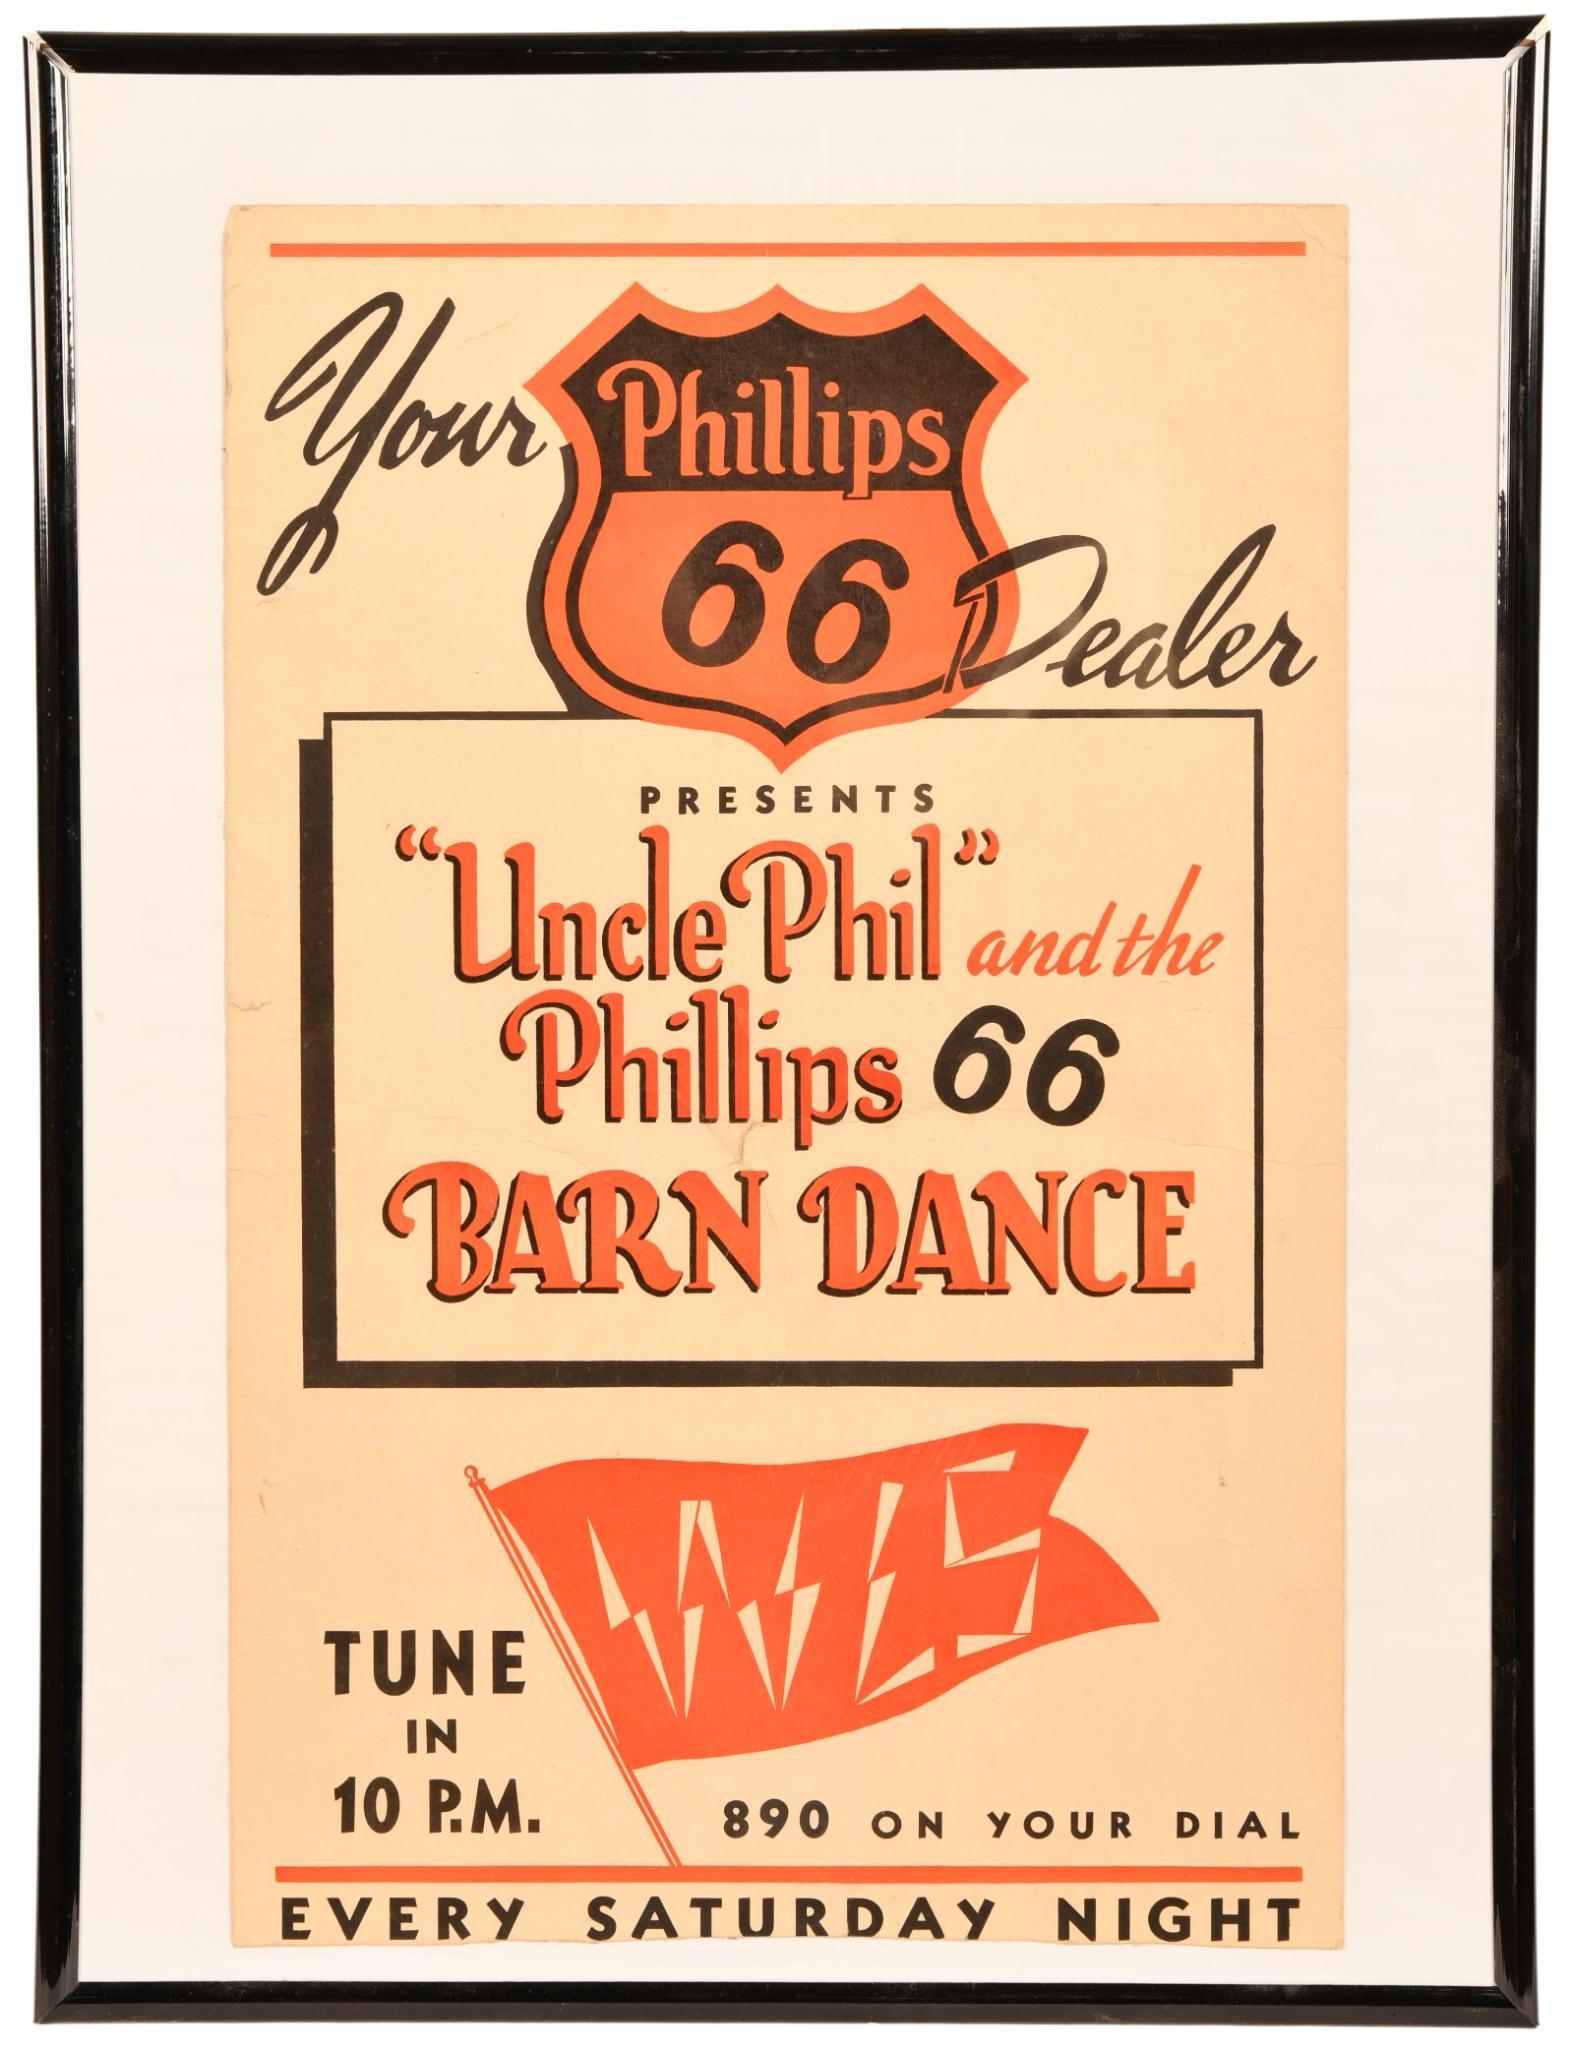 Your
Phillips
66
Dealer
PRESENTS
"Uncle Phil" and the
Phillips 66
BARN DANCE
WLS
TUNE
IN
10 P.M.
890 ON YOUR DIAL
EVERY SATURDAY NIGHT